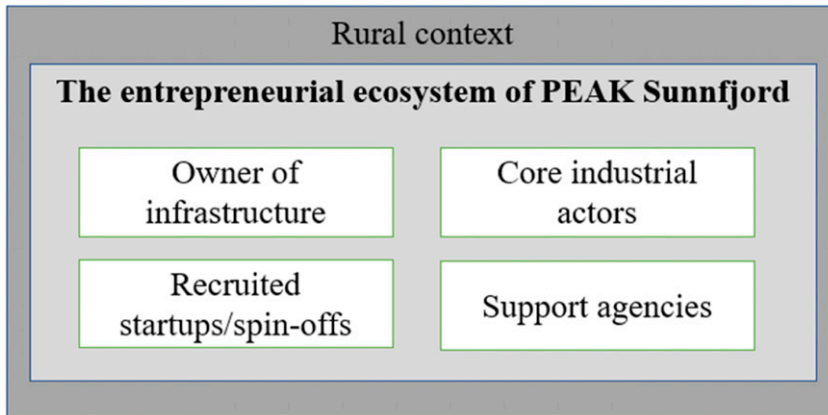 Rural context
The entrepreneurial ecosystem of PEAK Sunnfjord
Owner of
infrastructure
Core industrial
actors
Recruited
startups/spin-offs
Support agencies